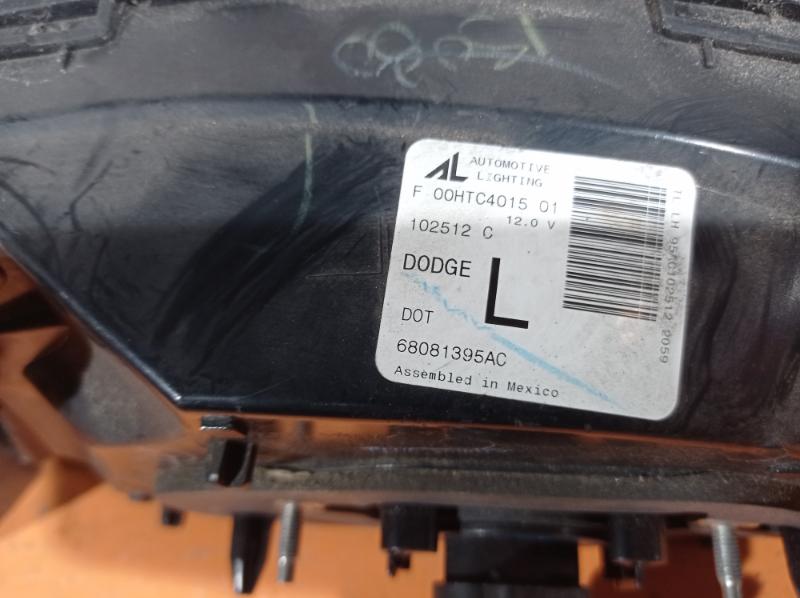 AL AUTOMOTIVE
LIGHTING
F 00HTC4015 01
12.0 V
102512 C
DODGE L
DOT
68081395AC
Assembled in Mexico